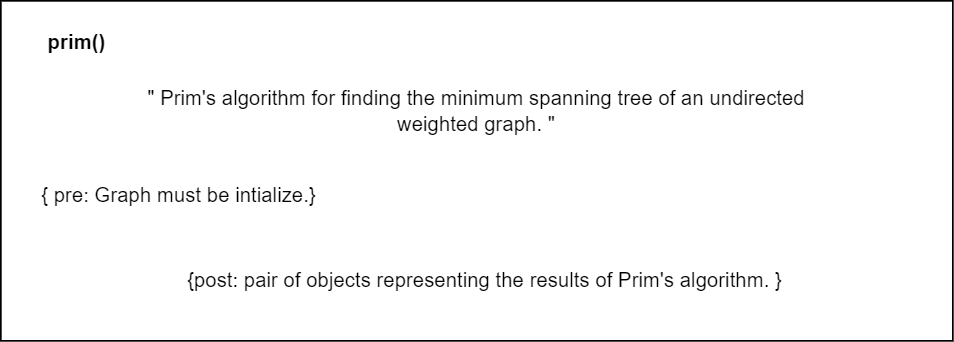 prim()
" Prim's algorithm for finding the minimum spanning tree of an undirected
weighted graph. "
{ pre: Graph must be intialize.}
{post: pair of objects representing the results of Prim's algorithm. }